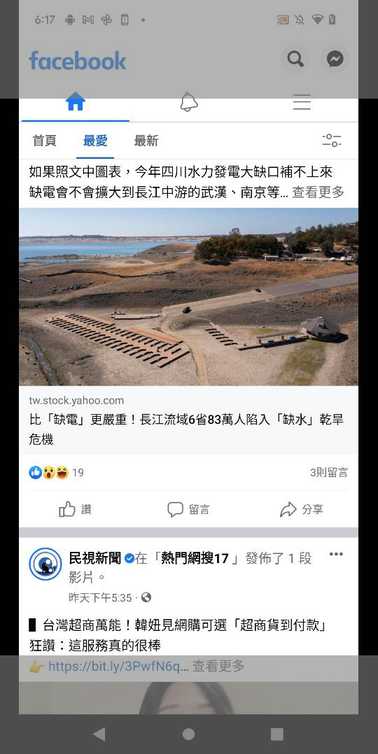 6:17
facebook
首頁 最愛 最新
如果照文中圖表，今年四川水力發電大缺口補不上來
缺電會不會擴大到長江中游的武漢、南京等... 查看更多
tw.stock.yahoo.com
比「缺電」更嚴重！長江流域6省83萬人陷入「缺水」乾旱
危機
19 3則留言
讚 留言 分享
民視新聞 在「熱門網搜17 」發佈了 1 段
影片。
昨天下午5:35 ·
▋台灣超商萬能！韓妞見網購可選「超商貨到付款」
狂讚：這服務真的很棒
👉 https://bit.ly/3PwfN6q... 查看更多